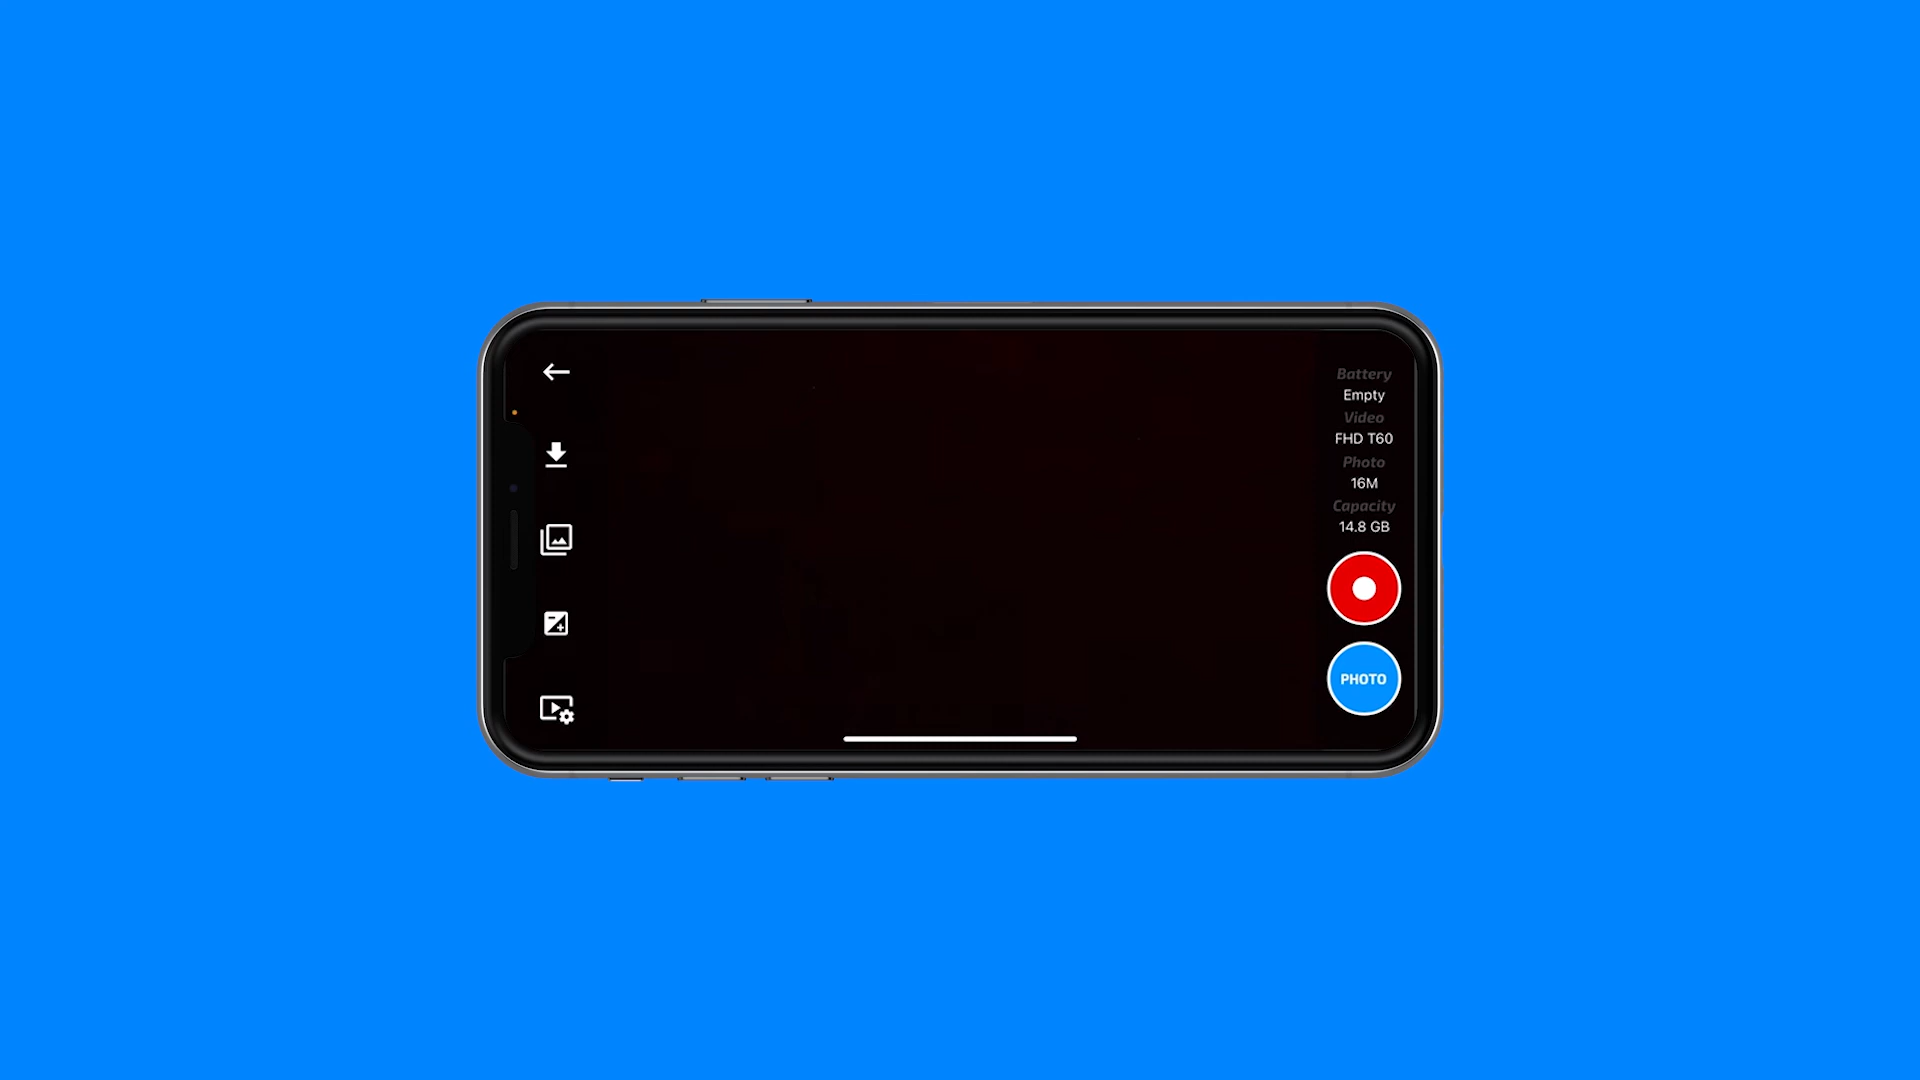 Battery
Empty
Video
FHD T60
Photo
16M
Capacity
14.8 GB
PHOTO